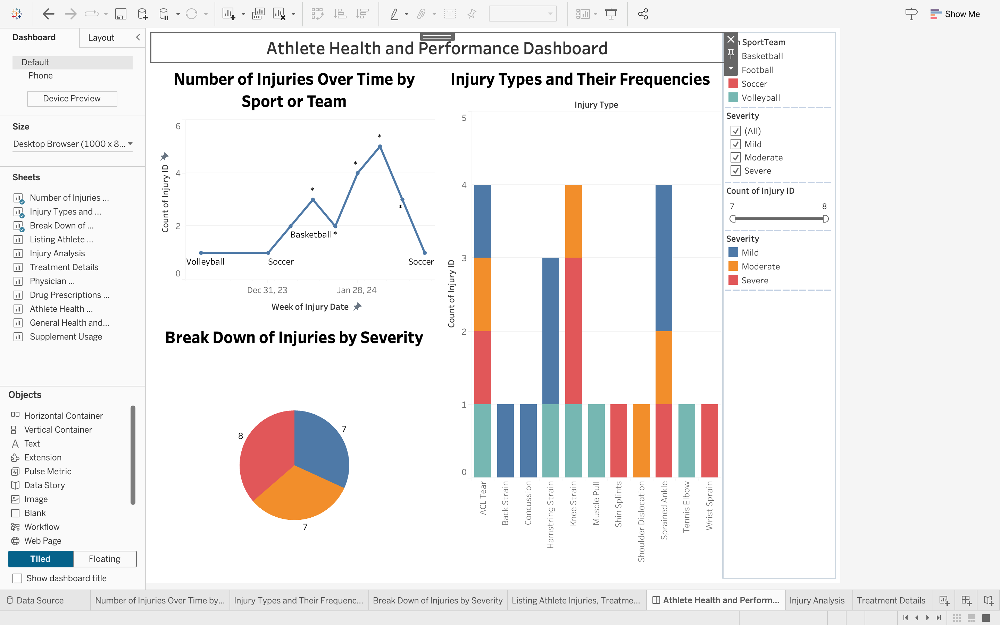 Show Me
Dashboard
Layout
Default
Phone
Device Preview
Size
Desktop Browser (1000 x 8...
Sheets
Number of Injuries ...
Injury Types and ...
Break Down of ...
Listing Athlete ...
Injury Analysis
Treatment Details
Physician ...
Drug Prescriptions ...
Athlete Health ...
General Health and...
Supplement Usage
Objects
Horizontal Container
Vertical Container
Text
Extension
Pulse Metric
Data Story
Image
Blank
Workflow
Web Page
Tiled
Floating
Show dashboard title
Athlete Health and Performance Dashboard
Number of Injuries Over Time by
Sport or Team
6
4
2
0
Count of Injury ID
*
*
*
*
Basketball
*
Volleyball
Soccer
Soccer
Dec 31, 23
Jan 28, 24
Week of Injury Date
Break Down of Injuries by Severity
8
7
7
Injury Types and Their Frequencies
Injury Type
5
4
3
2
1
0
Count of Injury ID
ACL Tear
Back Strain
Concussion
Hamstring Strain
Knee Strain
Muscle Pull
Shin Splints
Shoulder Dislocation
Sprained Ankle
Tennis Elbow
Wrist Sprain
SportTeam
Basketball
Football
Soccer
Volleyball
Severity
(All)
Mild
Moderate
Severe
Count of Injury ID
7
8
Severity
Mild
Moderate
Severe
Data Source
Number of Injuries Over Time by...
Injury Types and Their Frequenc...
Break Down of Injuries by Severity
Listing Athlete Injuries, Treatme...
Athlete Health and Perform...
Injury Analysis
Treatment Details